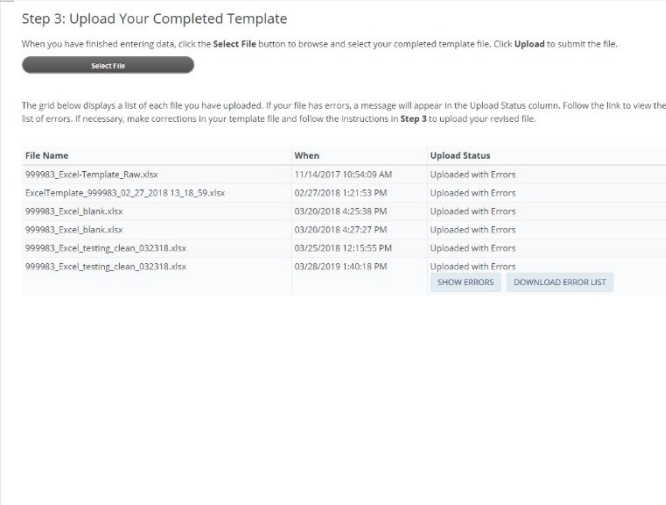 Step 3: Upload Your Completed Template
When you have finished entering data, click the Select File button to browse and select your completed template file. Click Upload to submit the file.
Select File
The grid below displays a list of each file you have uploaded. If your file has errors, a message will appear in the Upload Status column. Follow the link to view the
list of errors. If necessary, make corrections in your template file and follow the instructions in Step 3 to upload your revised file.
File Name When Upload Status
999983_Excel-Template_Raw.xlsx 11/14/2017 10:54:09 AM Uploaded with Errors
ExcelTemplate_999983_02_27_2018 13_18_59.xlsx 02/27/2018 1:21:53 PM Uploaded with Errors
999983_Excel_blank.xlsx 03/20/2018 4:25:38 PM Uploaded with Errors
999983_Excel_blank.xlsx 03/20/2018 4:27:27 PM Uploaded with Errors
999983_Excel_testing_clean_032318.xlsx 03/25/2018 12:15:55 PM Uploaded with Errors
999983_Excel_testing_clean_032318.xlsx 03/28/2019 1:40:18 PM Uploaded with Errors
SHOW ERRORS DOWNLOAD ERROR LIST